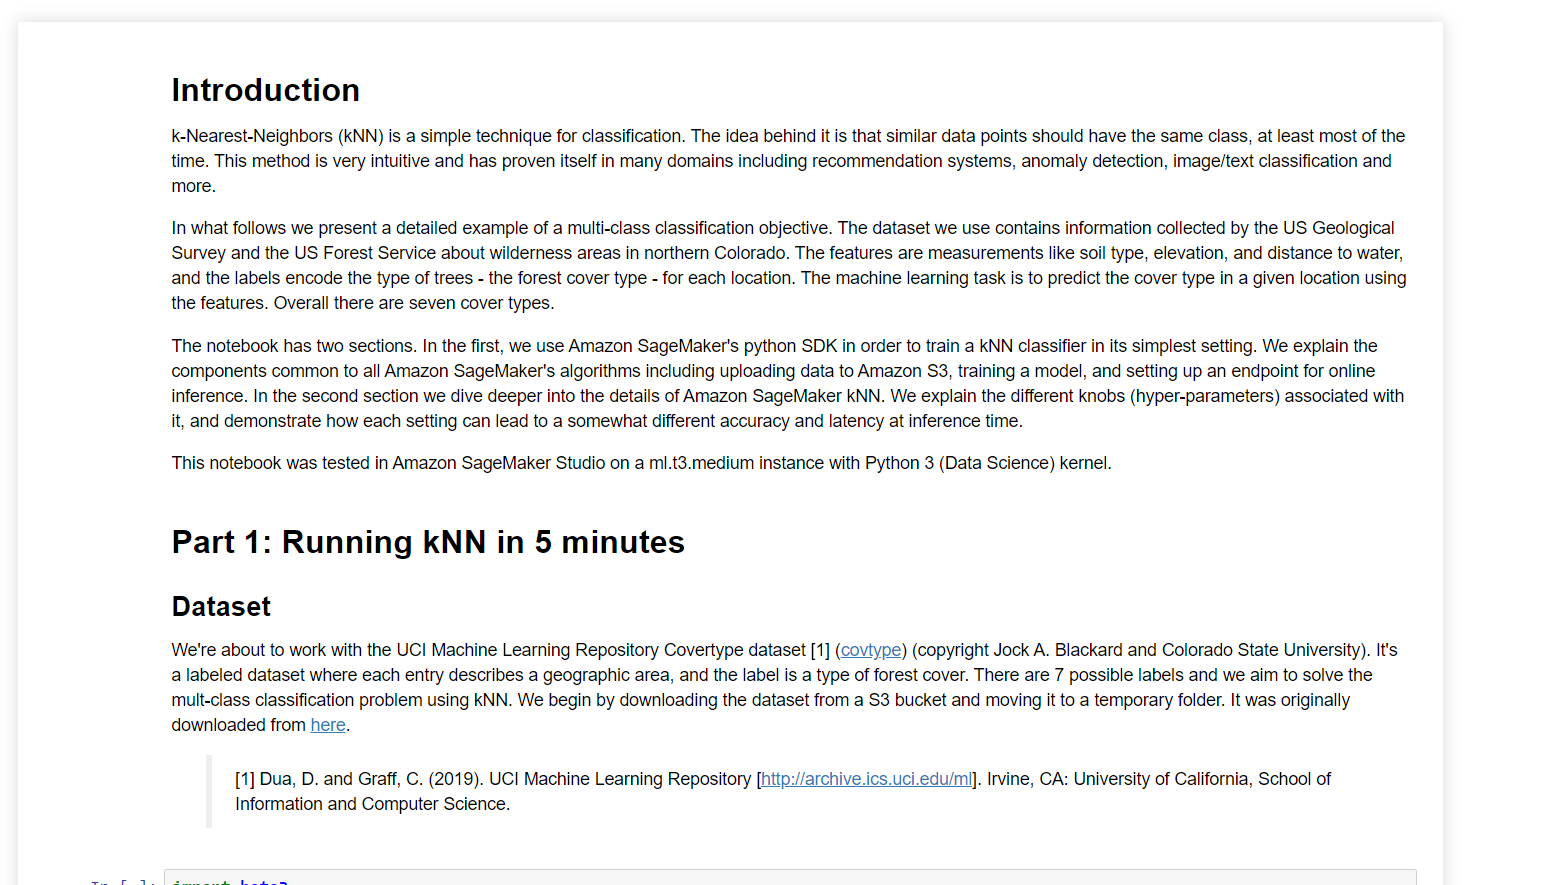 Introduction
k-Nearest-Neighbors (kNN) is a simple technique for classification. The idea behind it is that similar data points should have the same class, at least most of the
time. This method is very intuitive and has proven itself in many domains including recommendation systems, anomaly detection, image/text classification and
more.
In what follows we present a detailed example of a multi-class classification objective. The dataset we use contains information collected by the US Geological
Survey and the US Forest Service about wilderness areas in northern Colorado. The features are measurements like soil type, elevation, and distance to water,
and the labels encode the type of trees - the forest cover type - for each location. The machine learning task is to predict the cover type in a given location using
the features. Overall there are seven cover types.
The notebook has two sections. In the first, we use Amazon SageMaker's python SDK in order to train a kNN classifier in its simplest setting. We explain the
components common to all Amazon SageMaker's algorithms including uploading data to Amazon S3, training a model, and setting up an endpoint for online
inference. In the second section we dive deeper into the details of Amazon SageMaker kNN. We explain the different knobs (hyper-parameters) associated with
it, and demonstrate how each setting can lead to a somewhat different accuracy and latency at inference time.
This notebook was tested in Amazon SageMaker Studio on a ml.t3.medium instance with Python 3 (Data Science) kernel.
Part 1: Running kNN in 5 minutes
Dataset
We're about to work with the UCI Machine Learning Repository Covertype dataset [1] (covtype) (copyright Jock A. Blackard and Colorado State University). It's
a labeled dataset where each entry describes a geographic area, and the label is a type of forest cover. There are 7 possible labels and we aim to solve the
mult-class classification problem using kNN. We begin by downloading the dataset from a S3 bucket and moving it to a temporary folder. It was originally
downloaded from here.
[1] Dua, D. and Graff, C. (2019). UCI Machine Learning Repository [http://archive.ics.uci.edu/ml]. Irvine, CA: University of California, School of
Information and Computer Science.
In [ ]: import boto3